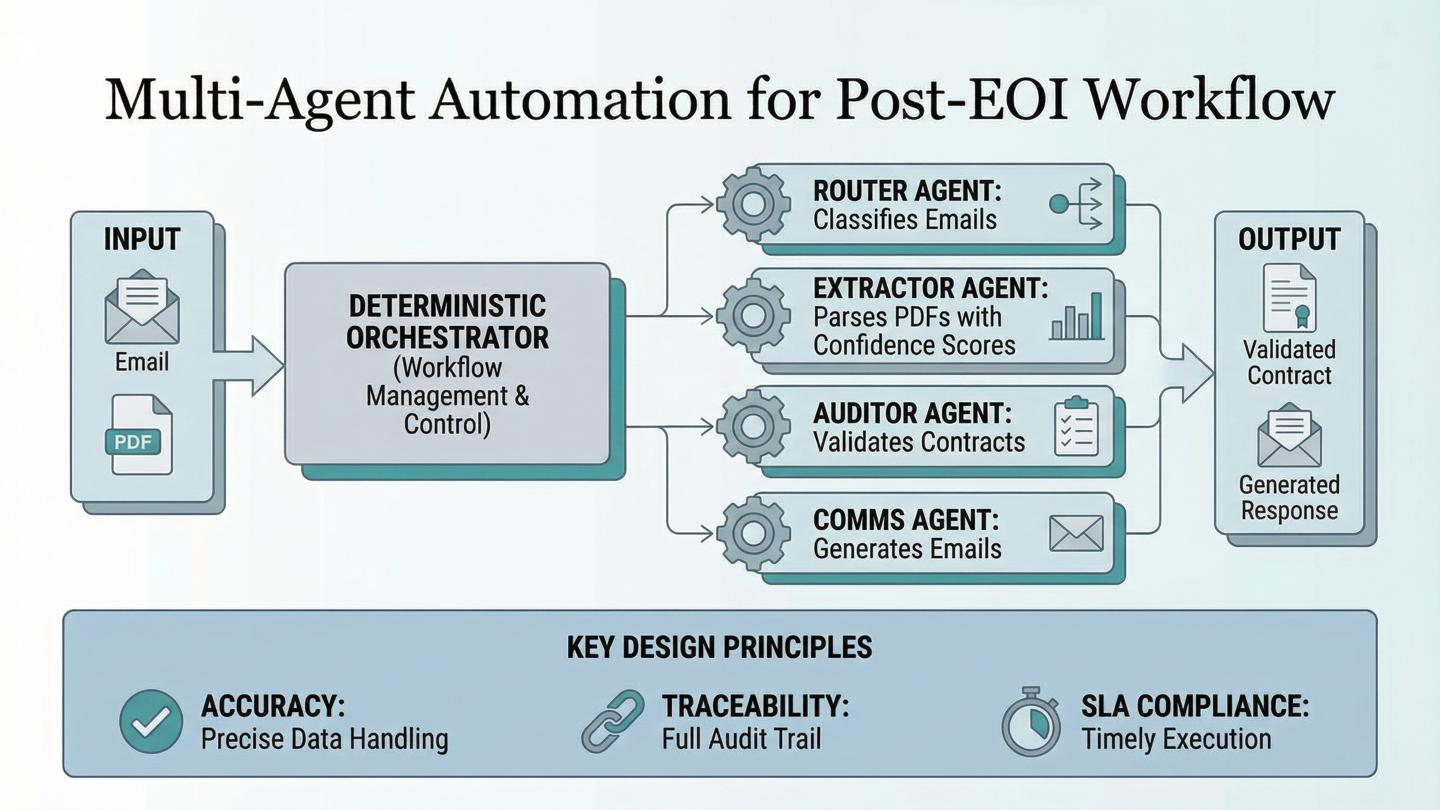 Multi-Agent Automation for Post-EOI Workflow
INPUT
Email
PDF
DETERMINISTIC
ORCHESTRATOR
(Workflow
Management &
Control)
ROUTER AGENT:
Classifies Emails
EXTRACTOR AGENT:
Parses PDFs with
Confidence Scores
AUDITOR AGENT:
Validates Contracts
COMMS AGENT:
Generates Emails
OUTPUT
Validated
Contract
Generated
Response
KEY DESIGN PRINCIPLES
ACCURACY:
Precise Data Handling
TRACEABILITY:
Full Audit Trail
SLA COMPLIANCE:
Timely Execution